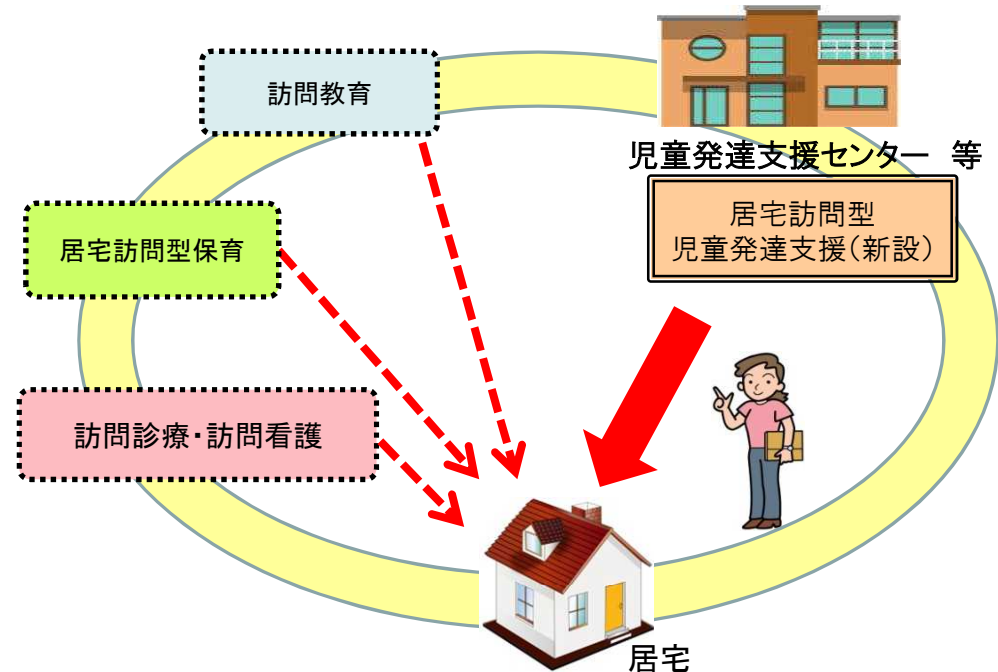 訪問教育
児童発達支援センター　等
居宅訪問型
児童発達支援（新設）
居宅訪問型保育
訪問診療・訪問看護
居宅